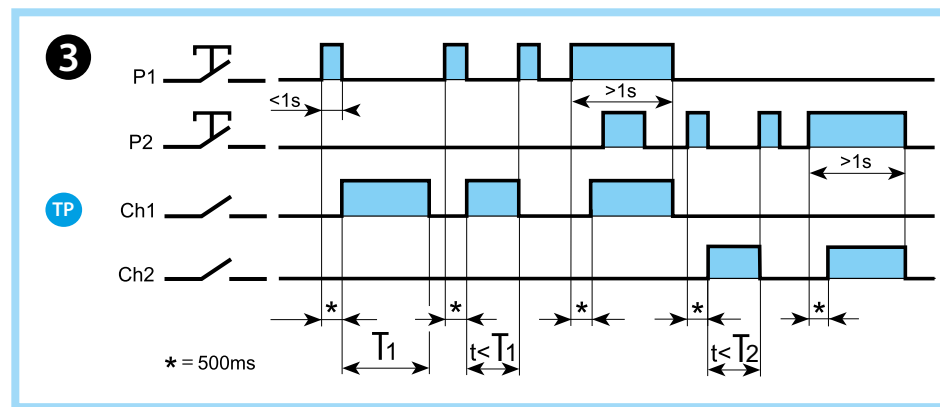 3
P1
<1s
>1s
P2
>1s
TP
Ch1
Ch2
* * * * *
T1 t<T1 t<T2
* = 500ms